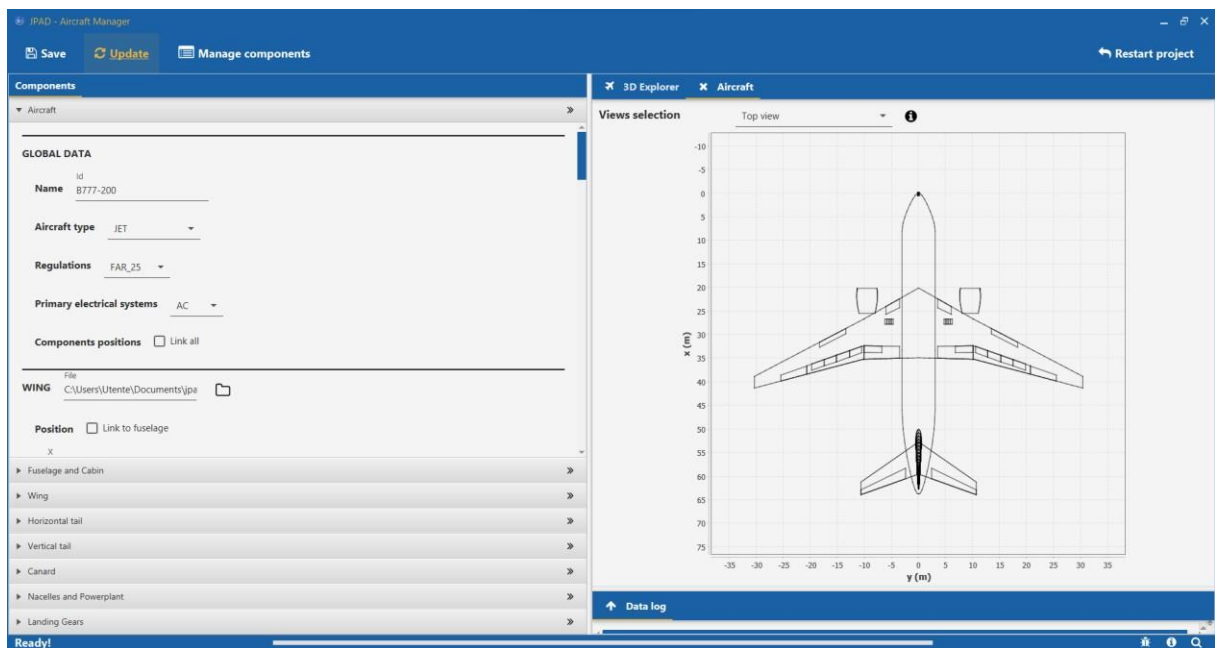 JPAD - Aircraft Manager
Save Update Manage components Restart project
Components
Aircraft
GLOBAL DATA
Id
Name B777-200
Aircraft type JET
Regulations FAR_25
Primary electrical systems AC
Components positions Link all
File
WING C:\Users\Utente\Documents\jpa
Position Link to fuselage
X
Fuselage and Cabin
Wing
Horizontal tail
Vertical tail
Canard
Nacelles and Powerplant
Landing Gears
3D Explorer Aircraft
Views selection Top view
-10
-5
0
5
10
15
20
25
30
35
40
45
50
55
60
65
70
75
x (m)
-35 -30 -25 -20 -15 -10 -5 0 5 10 15 20 25 30 35
y (m)
Data log
Ready!